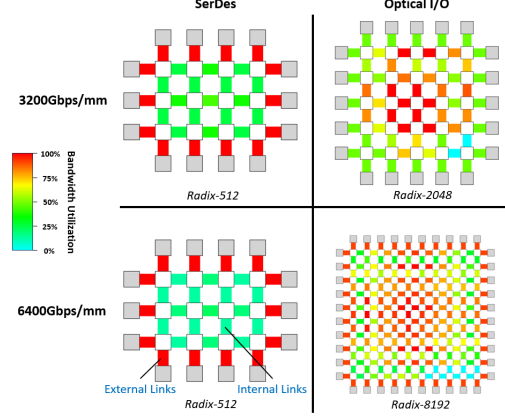 SerDes
Optical I/O
3200Gbps/mm
Radix-512
Radix-2048
100%
75%
50%
25%
0%
Bandwidth Utilization
6400Gbps/mm
External Links
Internal Links
Radix-512
Radix-8192